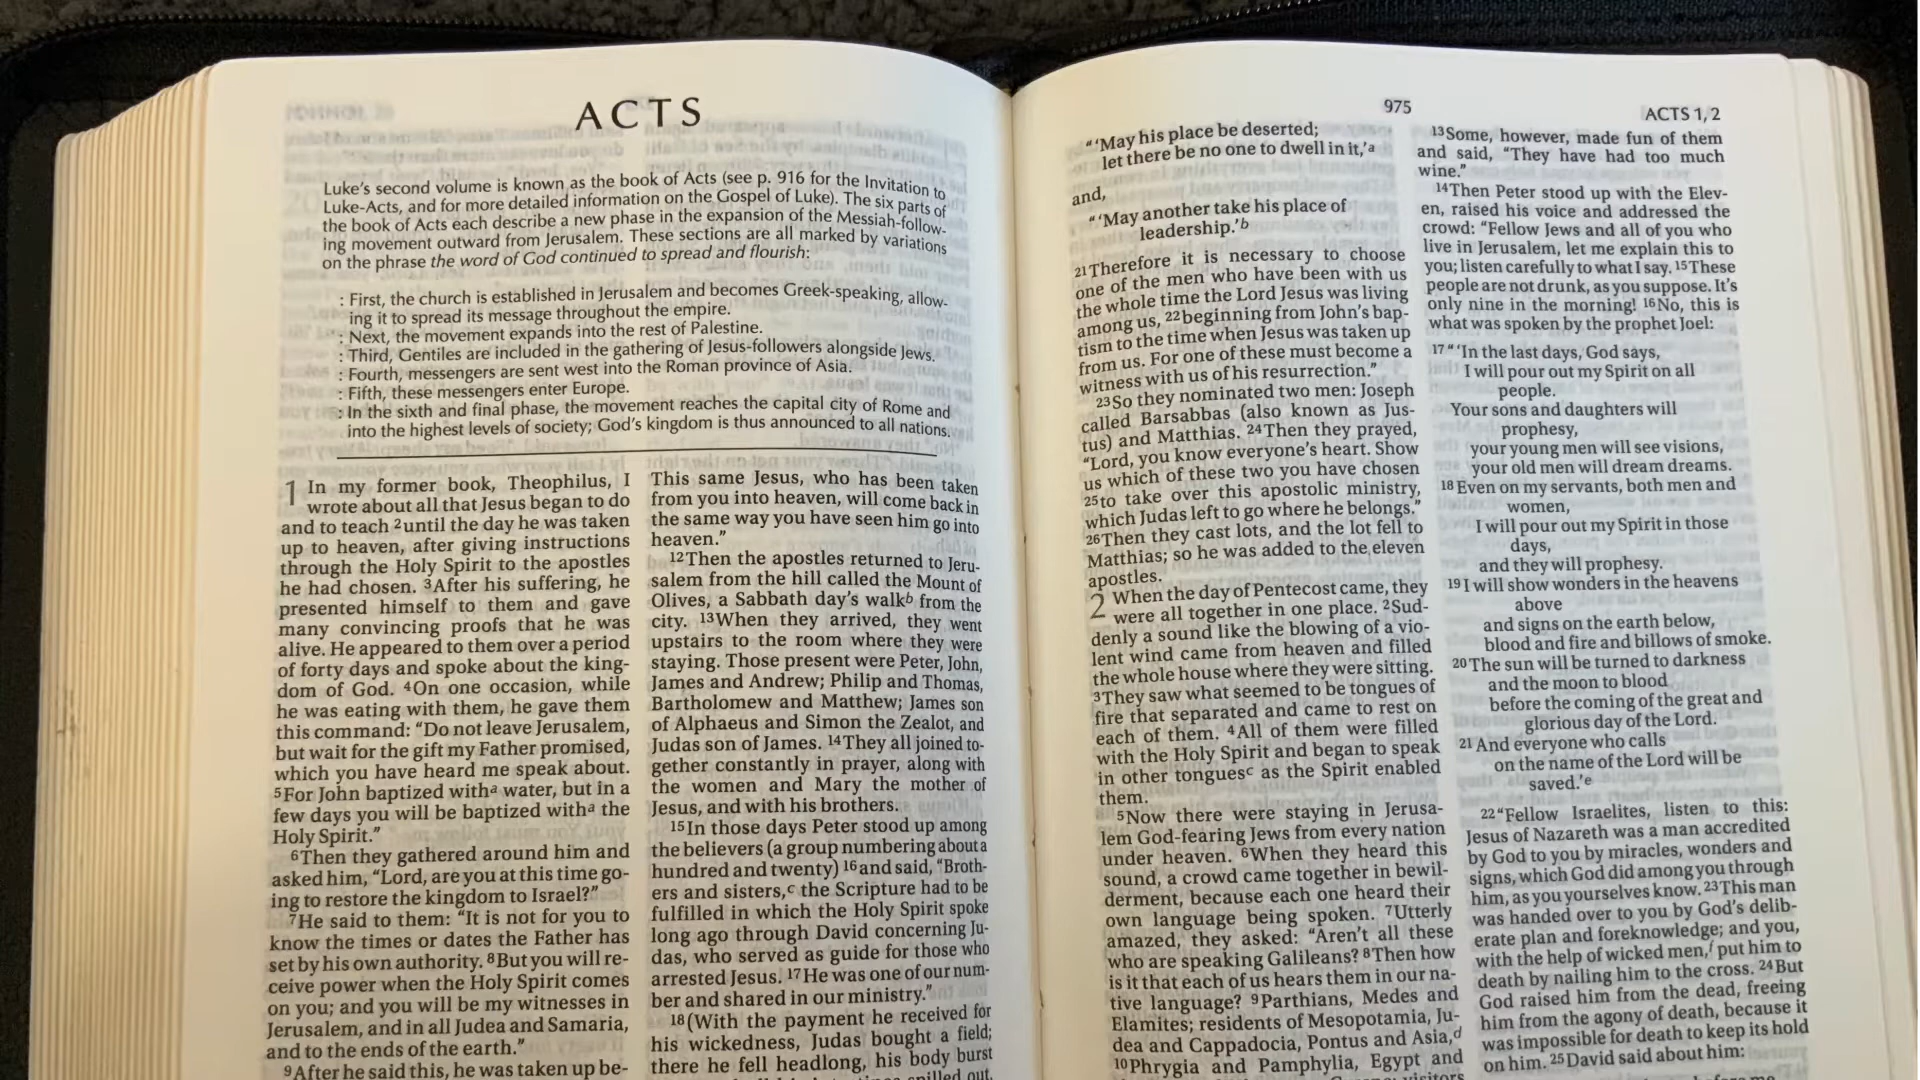 ACTS
Luke's second volume is known as the book of Acts (see p. 916 for the Invitation to
Luke-Acts, and for more detailed information on the Gospel of Luke). The six parts of
the book of Acts each describe a new phase in the expansion of the Messiah-follow-
ing movement outward from Jerusalem. These sections are all marked by variations
on the phrase the word of God continued to spread and flourish:
: First, the church is established in Jerusalem and becomes Greek-speaking, allow-
ing it to spread its message throughout the empire.
: Next, the movement expands into the rest of Palestine.
: Third, Gentiles are included in the gathering of Jesus-followers alongside Jews.
: Fourth, messengers are sent west into the Roman province of Asia.
: Fifth, these messengers enter Europe.
: In the sixth and final phase, the movement reaches the capital city of Rome and
into the highest levels of society; God's kingdom is thus announced to all nations.
1 In my former book, Theophilus, I
wrote about all that Jesus began to do
and to teach 2until the day he was taken
up to heaven, after giving instructions
through the Holy Spirit to the apostles
he had chosen. 3After his suffering, he
presented himself to them and gave
many convincing proofs that he was
alive. He appeared to them over a period
of forty days and spoke about the king-
dom of God. 4On one occasion, while
he was eating with them, he gave them
this command: “Do not leave Jerusalem,
but wait for the gift my Father promised,
which you have heard me speak about.
5For John baptized witha water, but in a
few days you will be baptized witha the
Holy Spirit.”
6Then they gathered around him and
asked him, “Lord, are you at this time go-
ing to restore the kingdom to Israel?”
7He said to them: “It is not for you to
know the times or dates the Father has
set by his own authority. 8But you will re-
ceive power when the Holy Spirit comes
on you; and you will be my witnesses in
Jerusalem, and in all Judea and Samaria,
and to the ends of the earth.”
9After he said this, he was taken up be-
This same Jesus, who has been taken
from you into heaven, will come back in
the same way you have seen him go into
heaven.”
12Then the apostles returned to Jeru-
salem from the hill called the Mount of
Olives, a Sabbath day's walkb from the
city. 13When they arrived, they went
upstairs to the room where they were
staying. Those present were Peter, John,
James and Andrew; Philip and Thomas,
Bartholomew and Matthew; James son
of Alphaeus and Simon the Zealot, and
Judas son of James. 14They all joined to-
gether constantly in prayer, along with
the women and Mary the mother of
Jesus, and with his brothers.
15In those days Peter stood up among
the believers (a group numbering about a
hundred and twenty) 16and said, “Broth-
ers and sisters,c the Scripture had to be
fulfilled in which the Holy Spirit spoke
long ago through David concerning Ju-
das, who served as guide for those who
arrested Jesus. 17He was one of our num-
ber and shared in our ministry.”
18(With the payment he received for
his wickedness, Judas bought a field;
there he fell headlong, his body burst
spilled out.
975
ACTS 1, 2
“‘May his place be deserted;
let there be no one to dwell in it,’a
and,
“‘May another take his place of
leadership.’b
21Therefore it is necessary to choose
one of the men who have been with us
the whole time the Lord Jesus was living
among us, 22beginning from John's bap-
tism to the time when Jesus was taken up
from us. For one of these must become a
witness with us of his resurrection.”
23So they nominated two men: Joseph
called Barsabbas (also known as Jus-
tus) and Matthias. 24Then they prayed,
“Lord, you know everyone's heart. Show
us which of these two you have chosen
25to take over this apostolic ministry,
which Judas left to go where he belongs.”
26Then they cast lots, and the lot fell to
Matthias; so he was added to the eleven
apostles.
2 When the day of Pentecost came, they
were all together in one place. 2Sud-
denly a sound like the blowing of a vio-
lent wind came from heaven and filled
the whole house where they were sitting.
3They saw what seemed to be tongues of
fire that separated and came to rest on
each of them. 4All of them were filled
with the Holy Spirit and began to speak
in other tonguesc as the Spirit enabled
them.
5Now there were staying in Jerusa-
lem God-fearing Jews from every nation
under heaven. 6When they heard this
sound, a crowd came together in bewil-
derment, because each one heard their
own language being spoken. 7Utterly
amazed, they asked: “Aren't all these
who are speaking Galileans? 8Then how
is it that each of us hears them in our na-
tive language? 9Parthians, Medes and
Elamites; residents of Mesopotamia, Ju-
dea and Cappadocia, Pontus and Asia,d
10Phrygia and Pamphylia, Egypt and
visitors
13Some, however, made fun of them
and said, “They have had too much
wine.”
14Then Peter stood up with the Elev-
en, raised his voice and addressed the
crowd: “Fellow Jews and all of you who
live in Jerusalem, let me explain this to
you; listen carefully to what I say. 15These
people are not drunk, as you suppose. It's
only nine in the morning! 16No, this is
what was spoken by the prophet Joel:
17“‘In the last days, God says,
I will pour out my Spirit on all
people.
Your sons and daughters will
prophesy,
your young men will see visions,
your old men will dream dreams.
18Even on my servants, both men and
women,
I will pour out my Spirit in those
days,
and they will prophesy.
19I will show wonders in the heavens
above
and signs on the earth below,
blood and fire and billows of smoke.
20The sun will be turned to darkness
and the moon to blood
before the coming of the great and
glorious day of the Lord.
21And everyone who calls
on the name of the Lord will be
saved.’e
22“Fellow Israelites, listen to this:
Jesus of Nazareth was a man accredited
by God to you by miracles, wonders and
signs, which God did among you through
him, as you yourselves know. 23This man
was handed over to you by God's delib-
erate plan and foreknowledge; and you,
with the help of wicked men,f put him to
death by nailing him to the cross. 24But
God raised him from the dead, freeing
him from the agony of death, because it
was impossible for death to keep its hold
on him. 25David said about him: